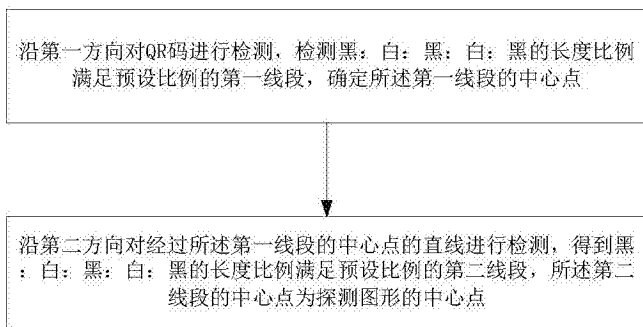 沿第一方向对QR码进行检测，检测黑：白：黑：白：黑的长度比例
满足预设比例的第一线段，确定所述第一线段的中心点
沿第二方向对经过所述第一线段的中心点的直线进行检测，得到黑
：白：黑：白：黑的长度比例满足预设比例的第二线段，所述第二
线段的中心点为探测图形的中心点